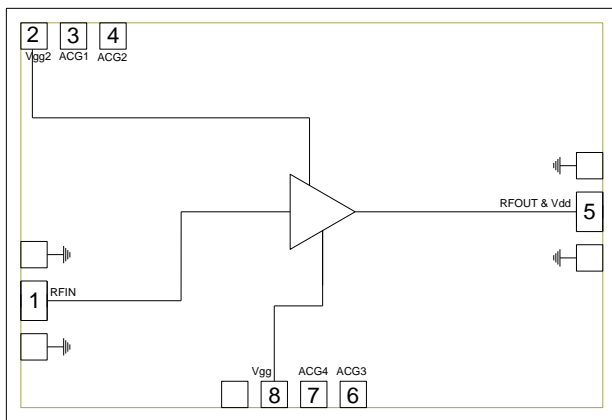 2 3 4
Vgg2 ACG1 ACG2
RFOUT & Vdd 5
1 RFIN
Vgg ACG4 ACG3
8 7 6